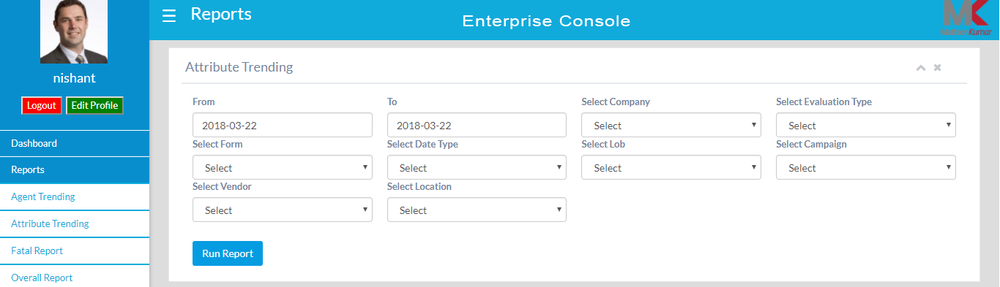 Reports
Enterprise Console
MK
nishant
Logout
Edit Profile
Dashboard
Reports
Agent Trending
Attribute Trending
Fatal Report
Overall Report
Attribute Trending
From
To
Select Company
Select Evaluation Type
2018-03-22
2018-03-22
Select
Select
Select Form
Select Date Type
Select Lob
Select Campaign
Select
Select
Select
Select
Select Vendor
Select Location
Select
Select
Run Report